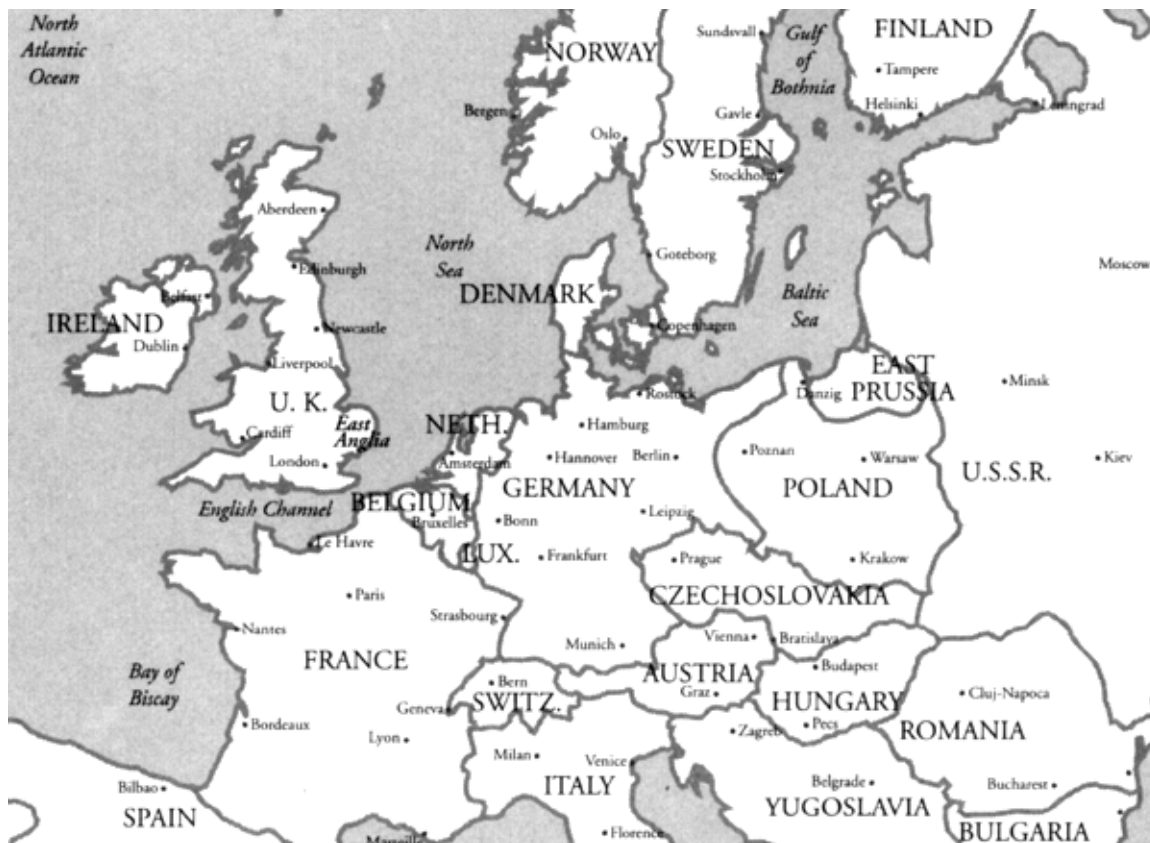 North
Atlantic
Ocean
NORWAY
Sundsvall
Gulf
of
Bothnia
FINLAND
Tampere
Bergen
Oslo
Gavle
Helsinki
Leningrad
SWEDEN
Stockholm
Aberdeen
North
Sea
Goteborg
Moscow
Edinburgh
Belfast
DENMARK
Baltic
Sea
IRELAND
Newcastle
Copenhagen
Dublin
Liverpool
EAST
PRUSSIA
Minsk
U. K.
Rostock
Danzig
East
Anglia
NETH.
Hamburg
Cardiff
London
Amsterdam
Hannover
Berlin
Poznan
Warsaw
U.S.S.R.
Kiev
English Channel
BELGIUM
Bruxelles
GERMANY
POLAND
Bonn
Leipzig
Le Havre
LUX.
Frankfurt
Prague
Krakow
Paris
CZECHOSLOVAKIA
Strasbourg
Nantes
Munich
Vienna
Bratislava
FRANCE
Bay of
Biscay
Bern
SWITZ.
AUSTRIA
Graz
Budapest
HUNGARY
Cluj-Napoca
Geneva
Bordeaux
Lyon
Zagreb
Pecs
ROMANIA
Milan
Venice
Bilbao
ITALY
Belgrade
Bucharest
SPAIN
YUGOSLAVIA
Marseille
Florence
BULGARIA